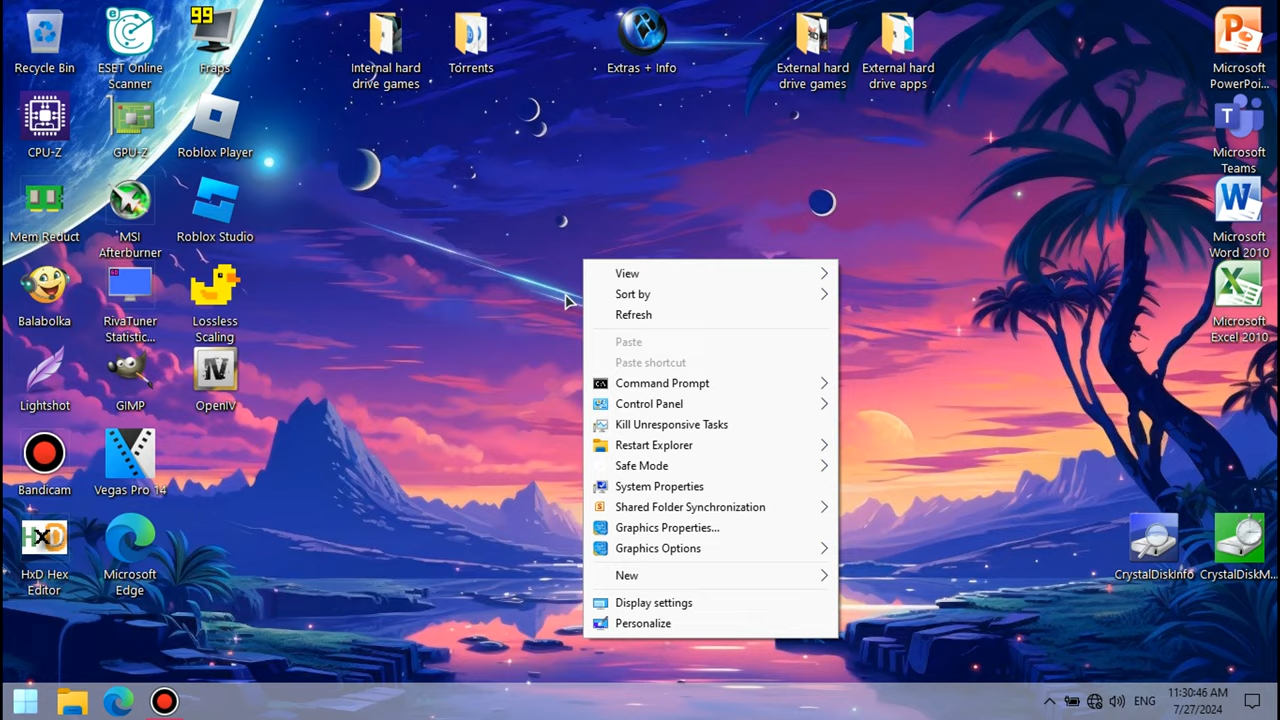 Recycle Bin
ESET Online
Scanner
99
Fraps
Internal hard
drive games
Torrents
Extras + Info
External hard
drive games
External hard
drive apps
Microsoft
PowerPoi...
CPU-Z
GPU-Z
Roblox Player
T
Microsoft
Teams
Mem Reduct
MSI
Afterburner
Roblox Studio
W
Microsoft
Word 2010
Balabolka
RivaTuner
Statistic...
Lossless
Scaling
X
Microsoft
Excel 2010
Lightshot
GIMP
IV
OpenIV
Bandicam
Vegas Pro 14
HxD
HxD Hex
Editor
Microsoft
Edge
CrystalDiskInfo
CrystalDiskM...
View
Sort by
Refresh
Paste
Paste shortcut
Command Prompt
Control Panel
Kill Unresponsive Tasks
Restart Explorer
Safe Mode
System Properties
Shared Folder Synchronization
Graphics Properties...
Graphics Options
New
Display settings
Personalize
ENG
11:30:46 AM
7/27/2024